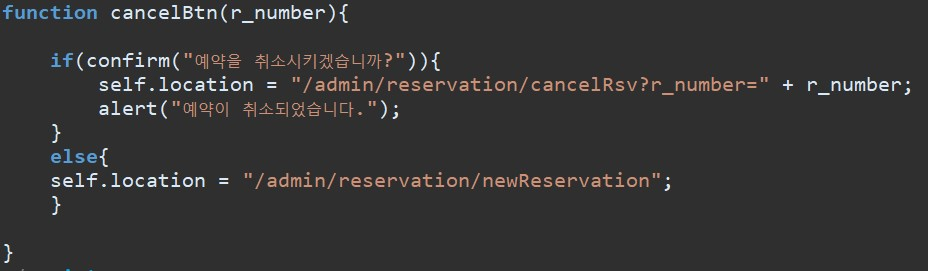 function cancelBtn(r_number){
if(confirm("예약을 취소시키겠습니까?")){
self.location = "/admin/reservation/cancelRsv?r_number=" + r_number;
alert("예약이 취소되었습니다.");
}
else{
self.location = "/admin/reservation/newReservation";
}
}